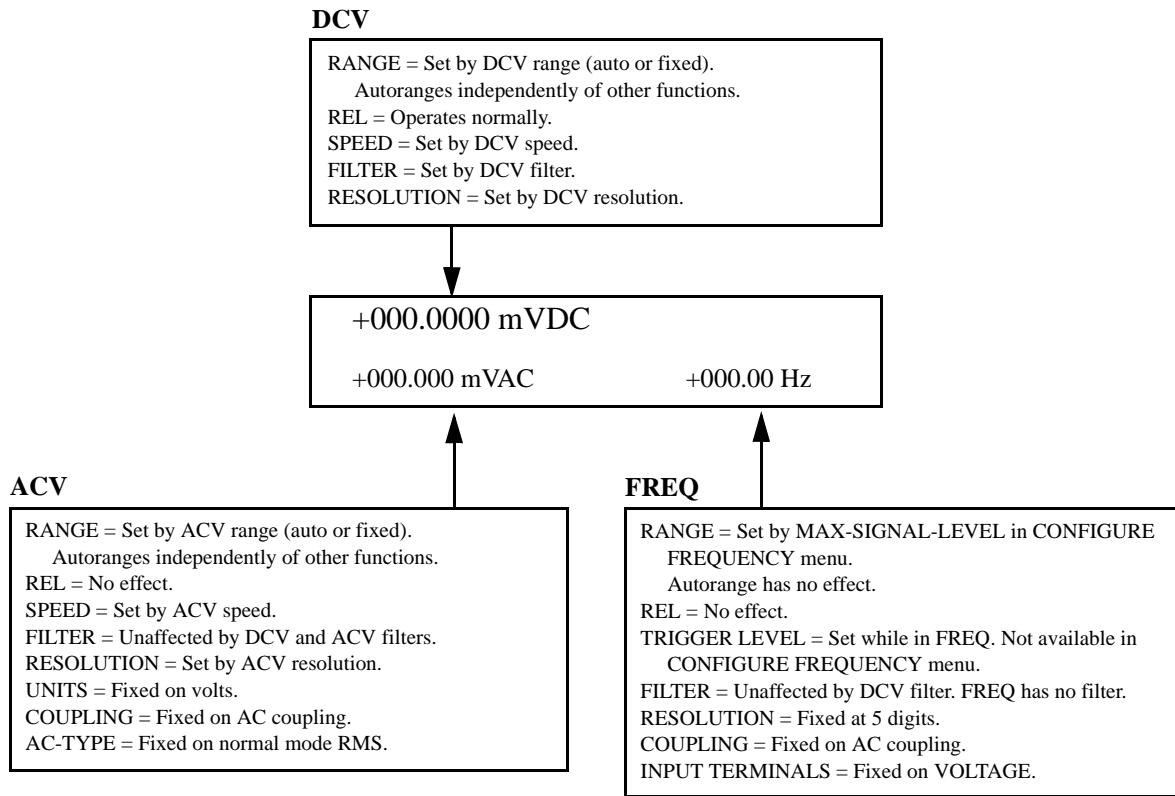 DCV
RANGE = Set by DCV range (auto or fixed).
Autoranges independently of other functions.
REL = Operates normally.
SPEED = Set by DCV speed.
FILTER = Set by DCV filter.
RESOLUTION = Set by DCV resolution.
+000.0000 mVDC
+000.000 mVAC
+000.00 Hz
ACV
RANGE = Set by ACV range (auto or fixed).
Autoranges independently of other functions.
REL = No effect.
SPEED = Set by ACV speed.
FILTER = Unaffected by DCV and ACV filters.
RESOLUTION = Set by ACV resolution.
UNITS = Fixed on volts.
COUPLING = Fixed on AC coupling.
AC-TYPE = Fixed on normal mode RMS.
FREQ
RANGE = Set by MAX-SIGNAL-LEVEL in CONFIGURE
FREQUENCY menu.
Autorange has no effect.
REL = No effect.
TRIGGER LEVEL = Set while in FREQ. Not available in
CONFIGURE FREQUENCY menu.
FILTER = Unaffected by DCV filter. FREQ has no filter.
RESOLUTION = Fixed at 5 digits.
COUPLING = Fixed on AC coupling.
INPUT TERMINALS = Fixed on VOLTAGE.